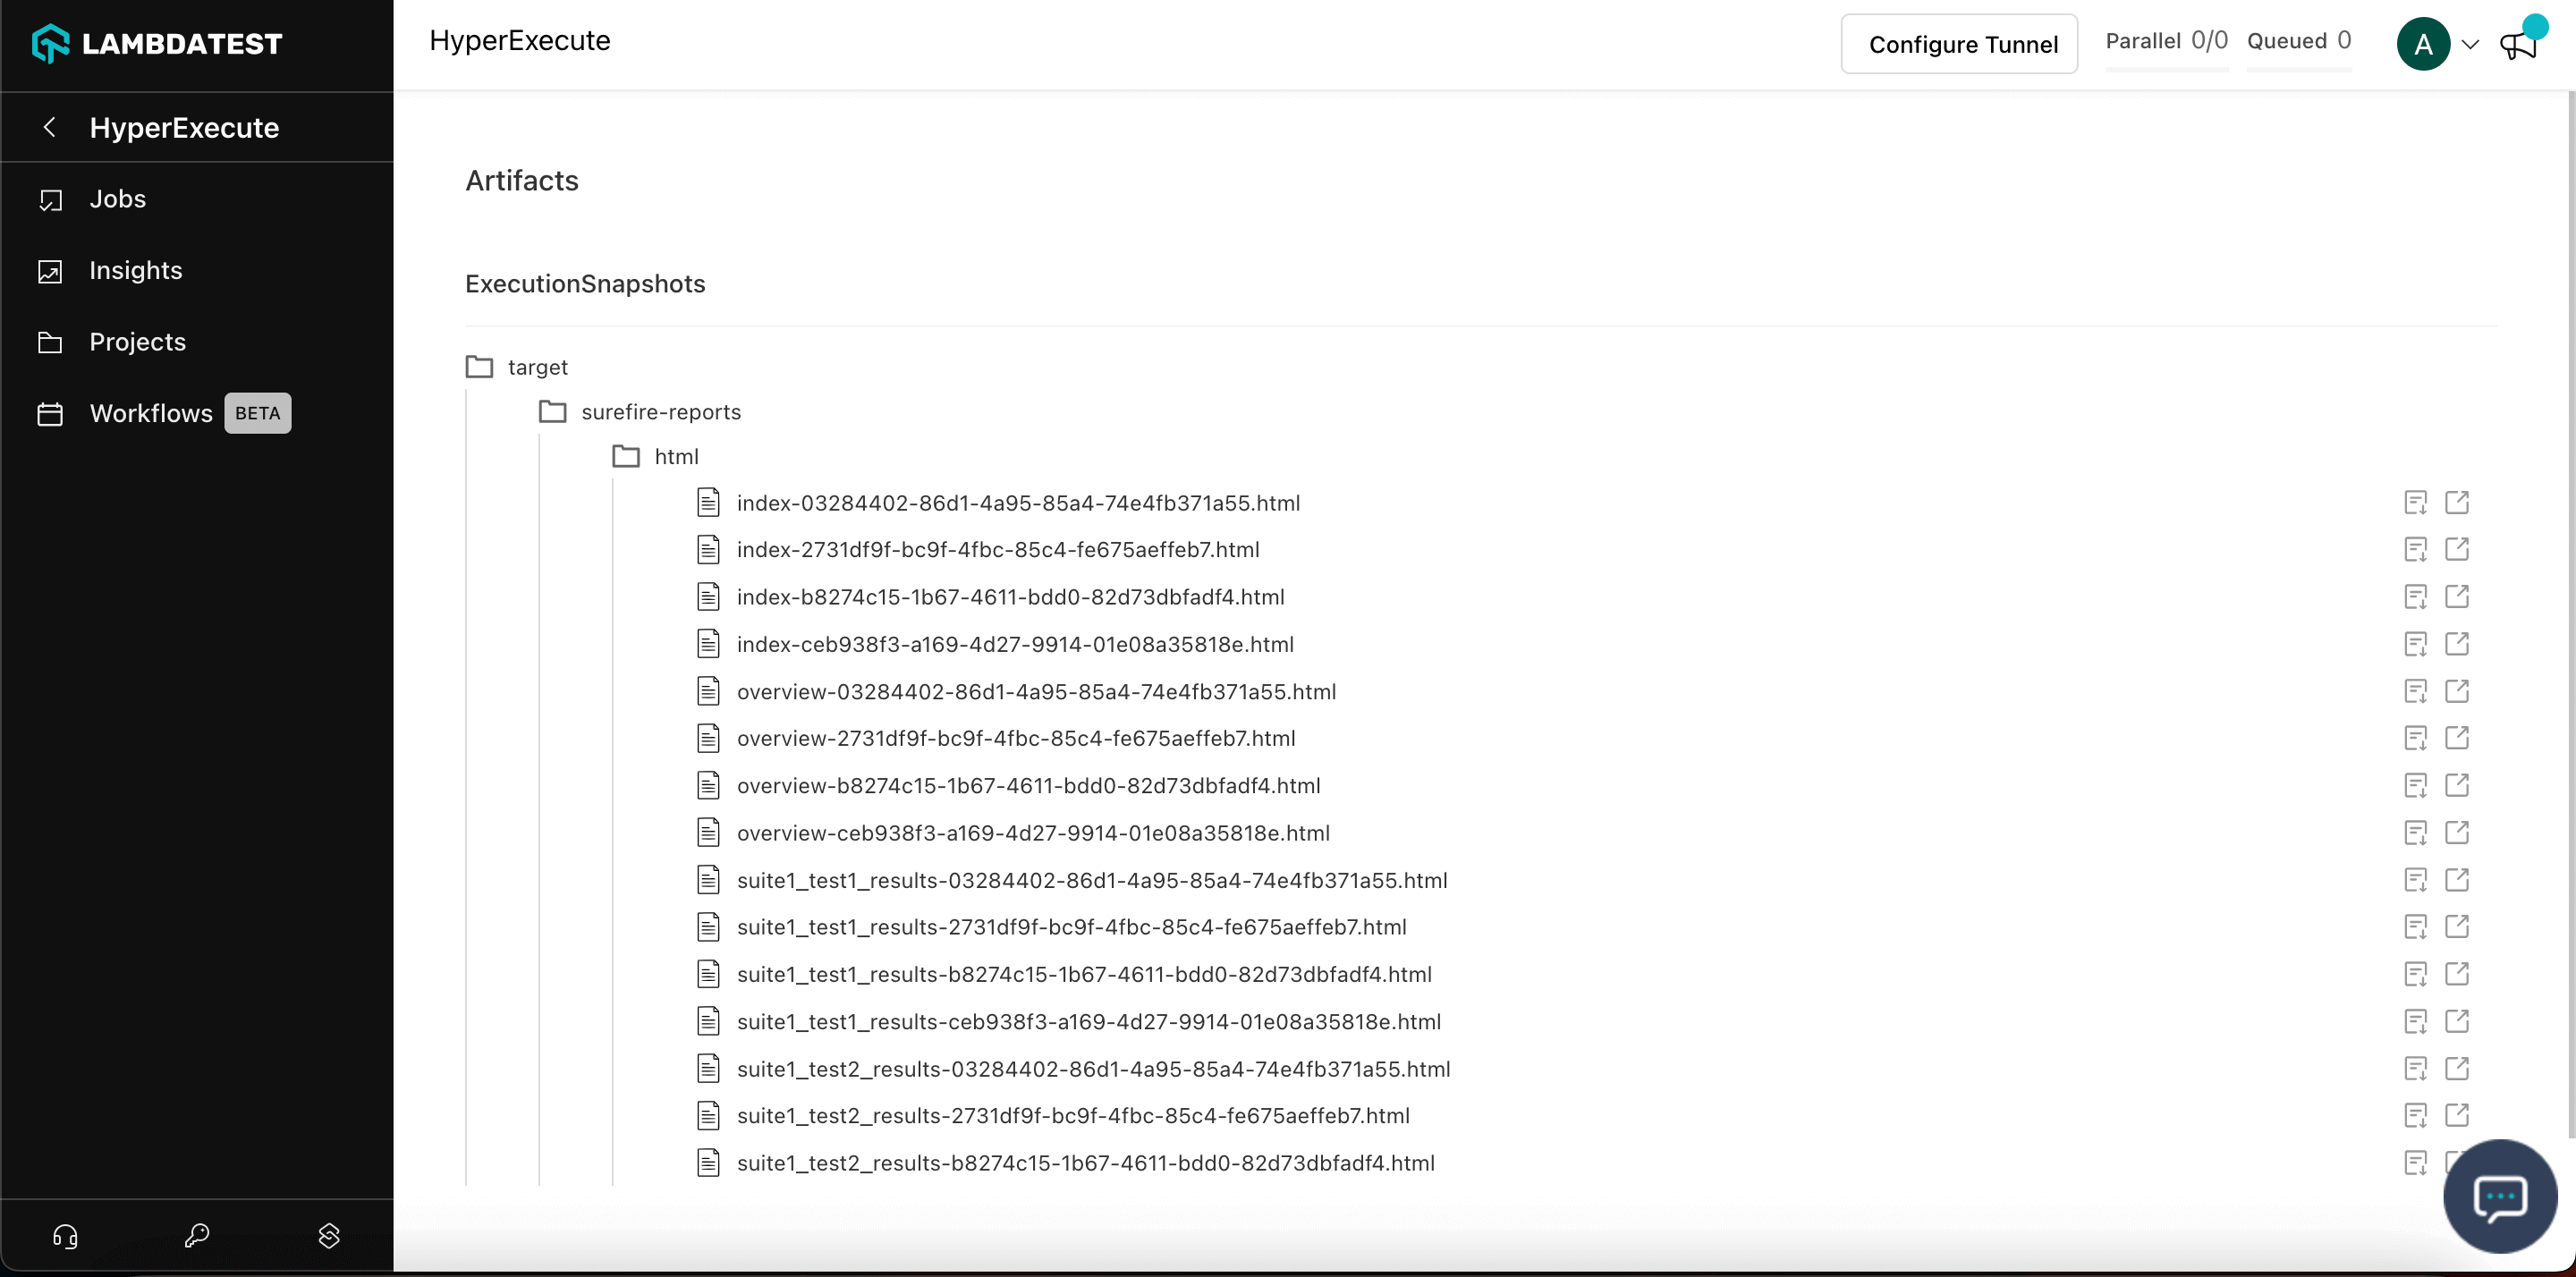 LAMBDATEST
HyperExecute
Configure Tunnel
Parallel 0/0
Queued 0
A
HyperExecute
Jobs
Insights
Projects
Workflows BETA
Artifacts
ExecutionSnapshots
target
surefire-reports
html
index-03284402-86d1-4a95-85a4-74e4fb371a55.html
index-2731df9f-bc9f-4fbc-85c4-fe675aeffeb7.html
index-b8274c15-1b67-4611-bdd0-82d73dbfadf4.html
index-ceb938f3-a169-4d27-9914-01e08a35818e.html
overview-03284402-86d1-4a95-85a4-74e4fb371a55.html
overview-2731df9f-bc9f-4fbc-85c4-fe675aeffeb7.html
overview-b8274c15-1b67-4611-bdd0-82d73dbfadf4.html
overview-ceb938f3-a169-4d27-9914-01e08a35818e.html
suite1_test1_results-03284402-86d1-4a95-85a4-74e4fb371a55.html
suite1_test1_results-2731df9f-bc9f-4fbc-85c4-fe675aeffeb7.html
suite1_test1_results-b8274c15-1b67-4611-bdd0-82d73dbfadf4.html
suite1_test1_results-ceb938f3-a169-4d27-9914-01e08a35818e.html
suite1_test2_results-03284402-86d1-4a95-85a4-74e4fb371a55.html
suite1_test2_results-2731df9f-bc9f-4fbc-85c4-fe675aeffeb7.html
suite1_test2_results-b8274c15-1b67-4611-bdd0-82d73dbfadf4.html